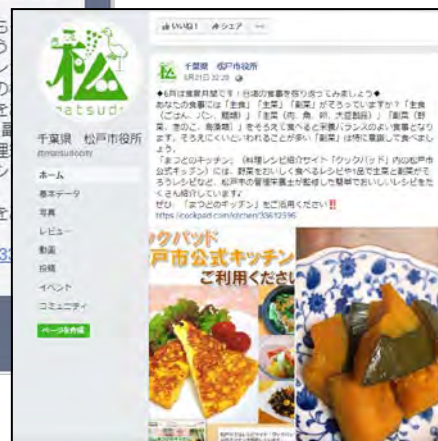 松
matsudo
千葉県 松戸市役所
@matsudocity
ホーム
基本データ
写真
レビュー
動画
投稿
イベント
コミュニティ
ページを作成
いいね! シェア
千葉県 松戸市役所
◆6月は食育月間です!日頃の食事を振り返ってみましょう◆
あなたの食事には「主食」「主菜」「副菜」がそろっていますか?「主食
(ごはん、パン、麺類)」「主菜(肉、魚、卵、大豆製品)」「副菜(野
菜、きのこ、海藻類)」をそろえて食べると栄養バランスのよい食事となり
ます。そろえにくいといわれることが多い「副菜」は特に意識して食べまし
ょう。
「まつどのキッチン」(料理レシピ紹介サイト「クックパッド」内の松戸市
公式キッチン)には、野菜をおいしく食べるレシピや1品で主菜と副菜がそ
ろうレシピなど、松戸市の管理栄養士が監修した簡単でおいしいレシピをた
くさん紹介しています♪
ぜひ「まつどのキッチン」をご活用ください‼
ックパッド
戸市公式キッチン
ご利用くださ